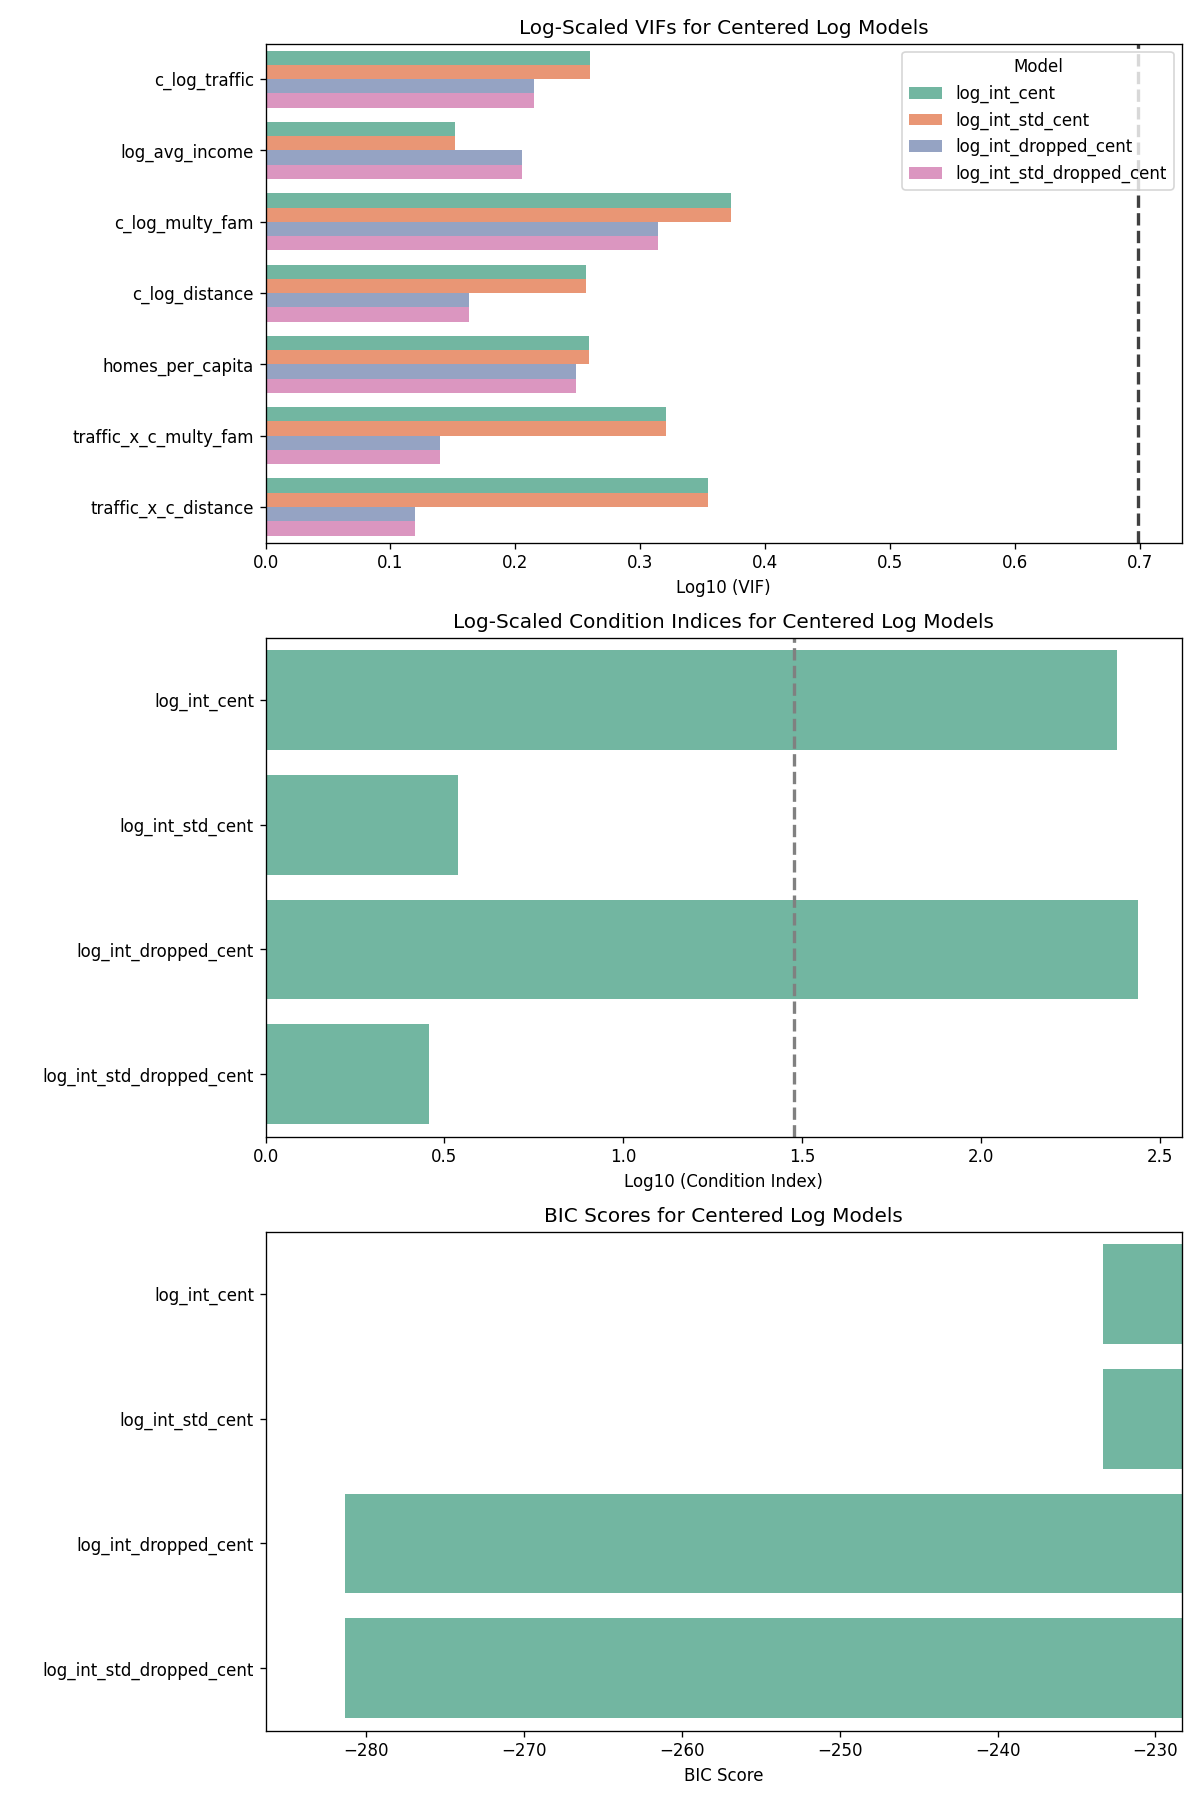 Log-Scaled VIFs for Centered Log Models
c_log_traffic
log_avg_income
c_log_multy_fam
c_log_distance
homes_per_capita
traffic_x_c_multy_fam
traffic_x_c_distance
Model
log_int_cent
log_int_std_cent
log_int_dropped_cent
log_int_std_dropped_cent
0.0 0.1 0.2 0.3 0.4 0.5 0.6 0.7
Log10 (VIF)
Log-Scaled Condition Indices for Centered Log Models
log_int_cent
log_int_std_cent
log_int_dropped_cent
log_int_std_dropped_cent
0.0 0.5 1.0 1.5 2.0 2.5
Log10 (Condition Index)
BIC Scores for Centered Log Models
log_int_cent
log_int_std_cent
log_int_dropped_cent
log_int_std_dropped_cent
−280 −270 −260 −250 −240 −230
BIC Score